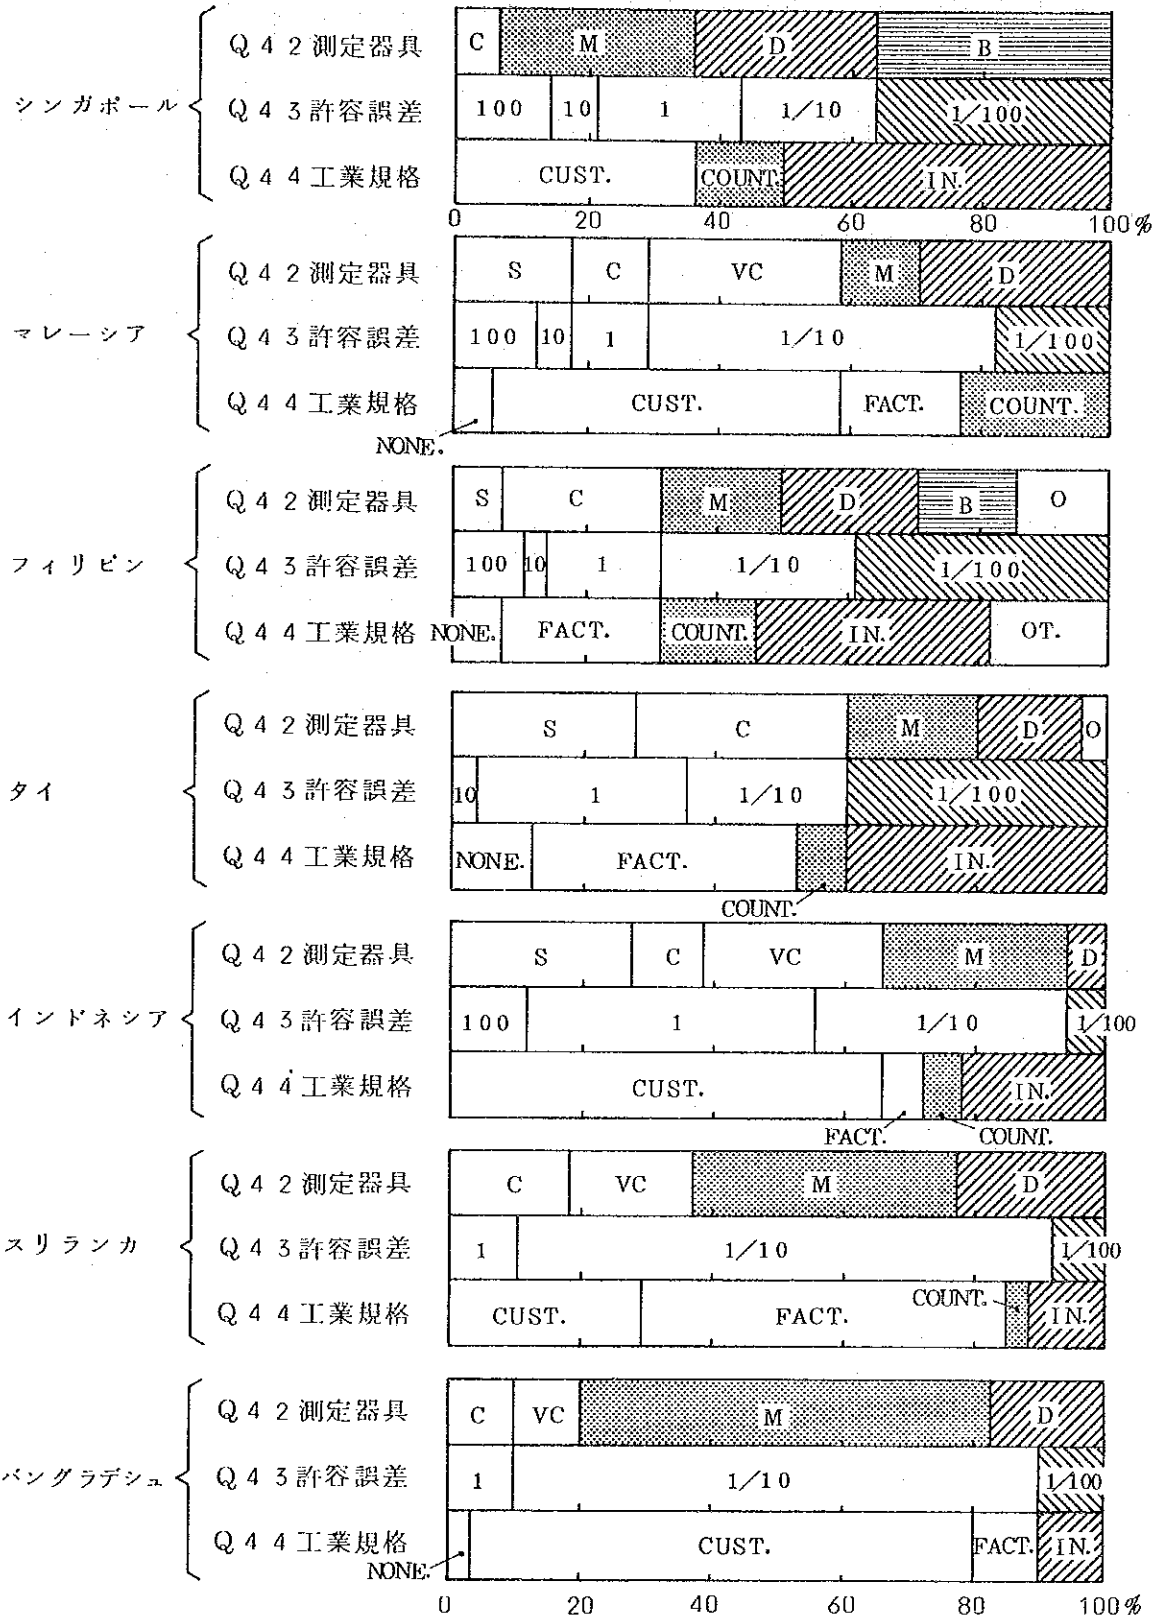 Q42測定器具 C M D B
シンガポール Q43許容誤差 100 10 1 1/10 1/100
Q44工業規格 CUST. COUNT. IN.
0 20 40 60 80 100%
Q42測定器具 S C VC M D
マレーシア Q43許容誤差 100 10 1 1/10 1/100
Q44工業規格 CUST. FACT. COUNT.
NONE.
Q42測定器具 S C M D B O
フィリピン Q43許容誤差 100 10 1 1/10 1/100
Q44工業規格 NONE. FACT. COUNT. IN. OT.
Q42測定器具 S C M D O
タイ Q43許容誤差 10 1 1/10 1/100
Q44工業規格 NONE. FACT. IN.
COUNT.
Q42測定器具 S C VC M D
インドネシア Q43許容誤差 100 1 1/10 1/100
Q44工業規格 CUST. IN.
FACT. COUNT.
Q42測定器具 C VC M D
スリランカ Q43許容誤差 1 1/10 1/100
Q44工業規格 CUST. FACT. COUNT. IN.
Q42測定器具 C VC M D
バングラデシュ Q43許容誤差 1 1/10 1/100
Q44工業規格 CUST. FACT. IN.
NONE.
0 20 40 60 80 100%